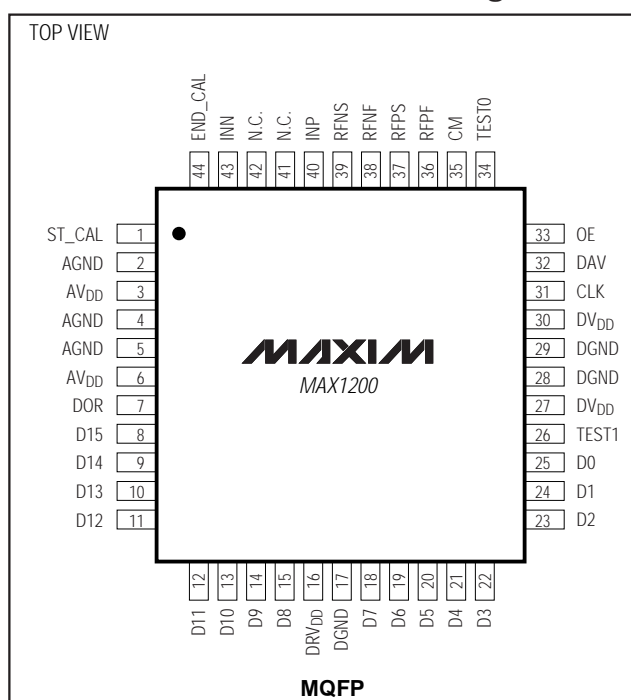 TOP VIEW
END_CAL
INN
N.C.
N.C.
INP
RFNS
RFNF
RFPS
RFPF
CM
TEST0
44
43
42
41
40
39
38
37
36
35
34
ST_CAL 1
AGND 2
AVDD 3
AGND 4
AGND 5
AVDD 6
DOR 7
D15 8
D14 9
D13 10
D12 11
MAXIM
MAX1200
33 OE
32 DAV
31 CLK
30 DVDD
29 DGND
28 DGND
27 DVDD
26 TEST1
25 D0
24 D1
23 D2
12
13
14
15
16
17
18
19
20
21
22
D11
D10
D9
D8
DRVDD
DGND
D7
D6
D5
D4
D3
MQFP